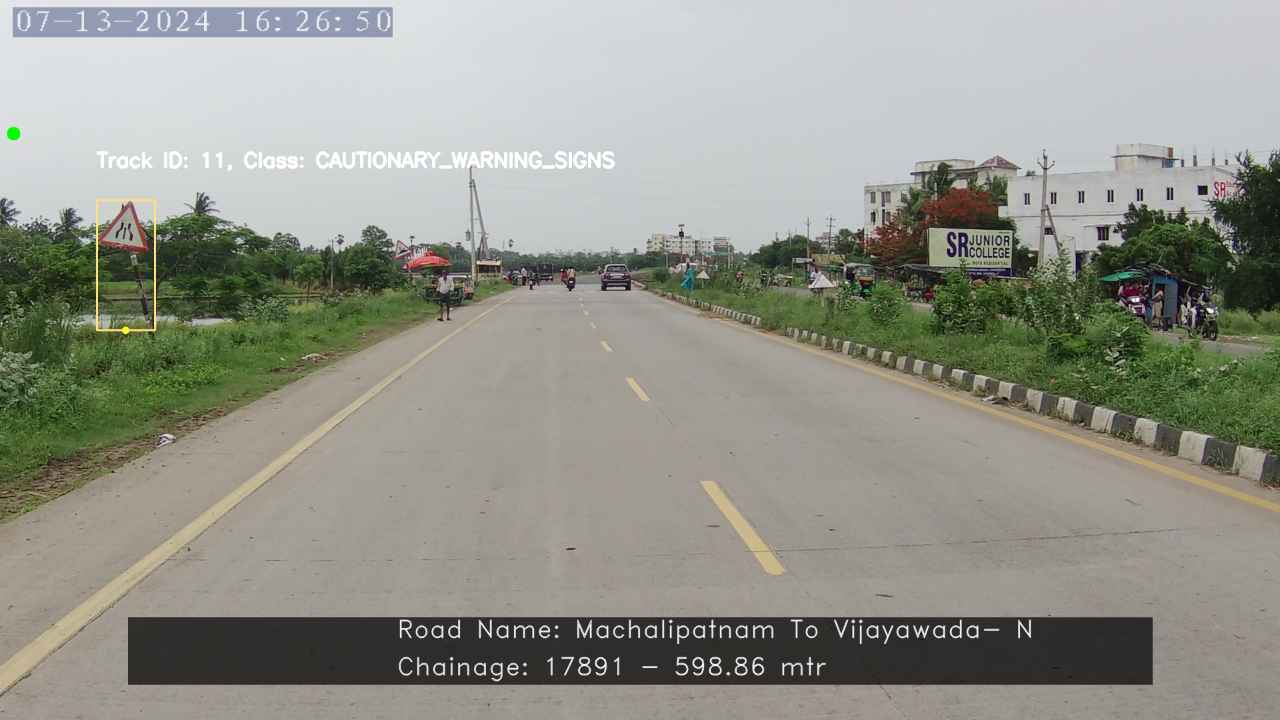 07-13-2024 16:26:50
Track ID: 11, Class: CAUTIONARY_WARNING_SIGNS
SR
SR JUNIOR
COLLEGE
Road Name: Machalipatnam To Vijayawada- N
Chainage: 17891 - 598.86 mtr